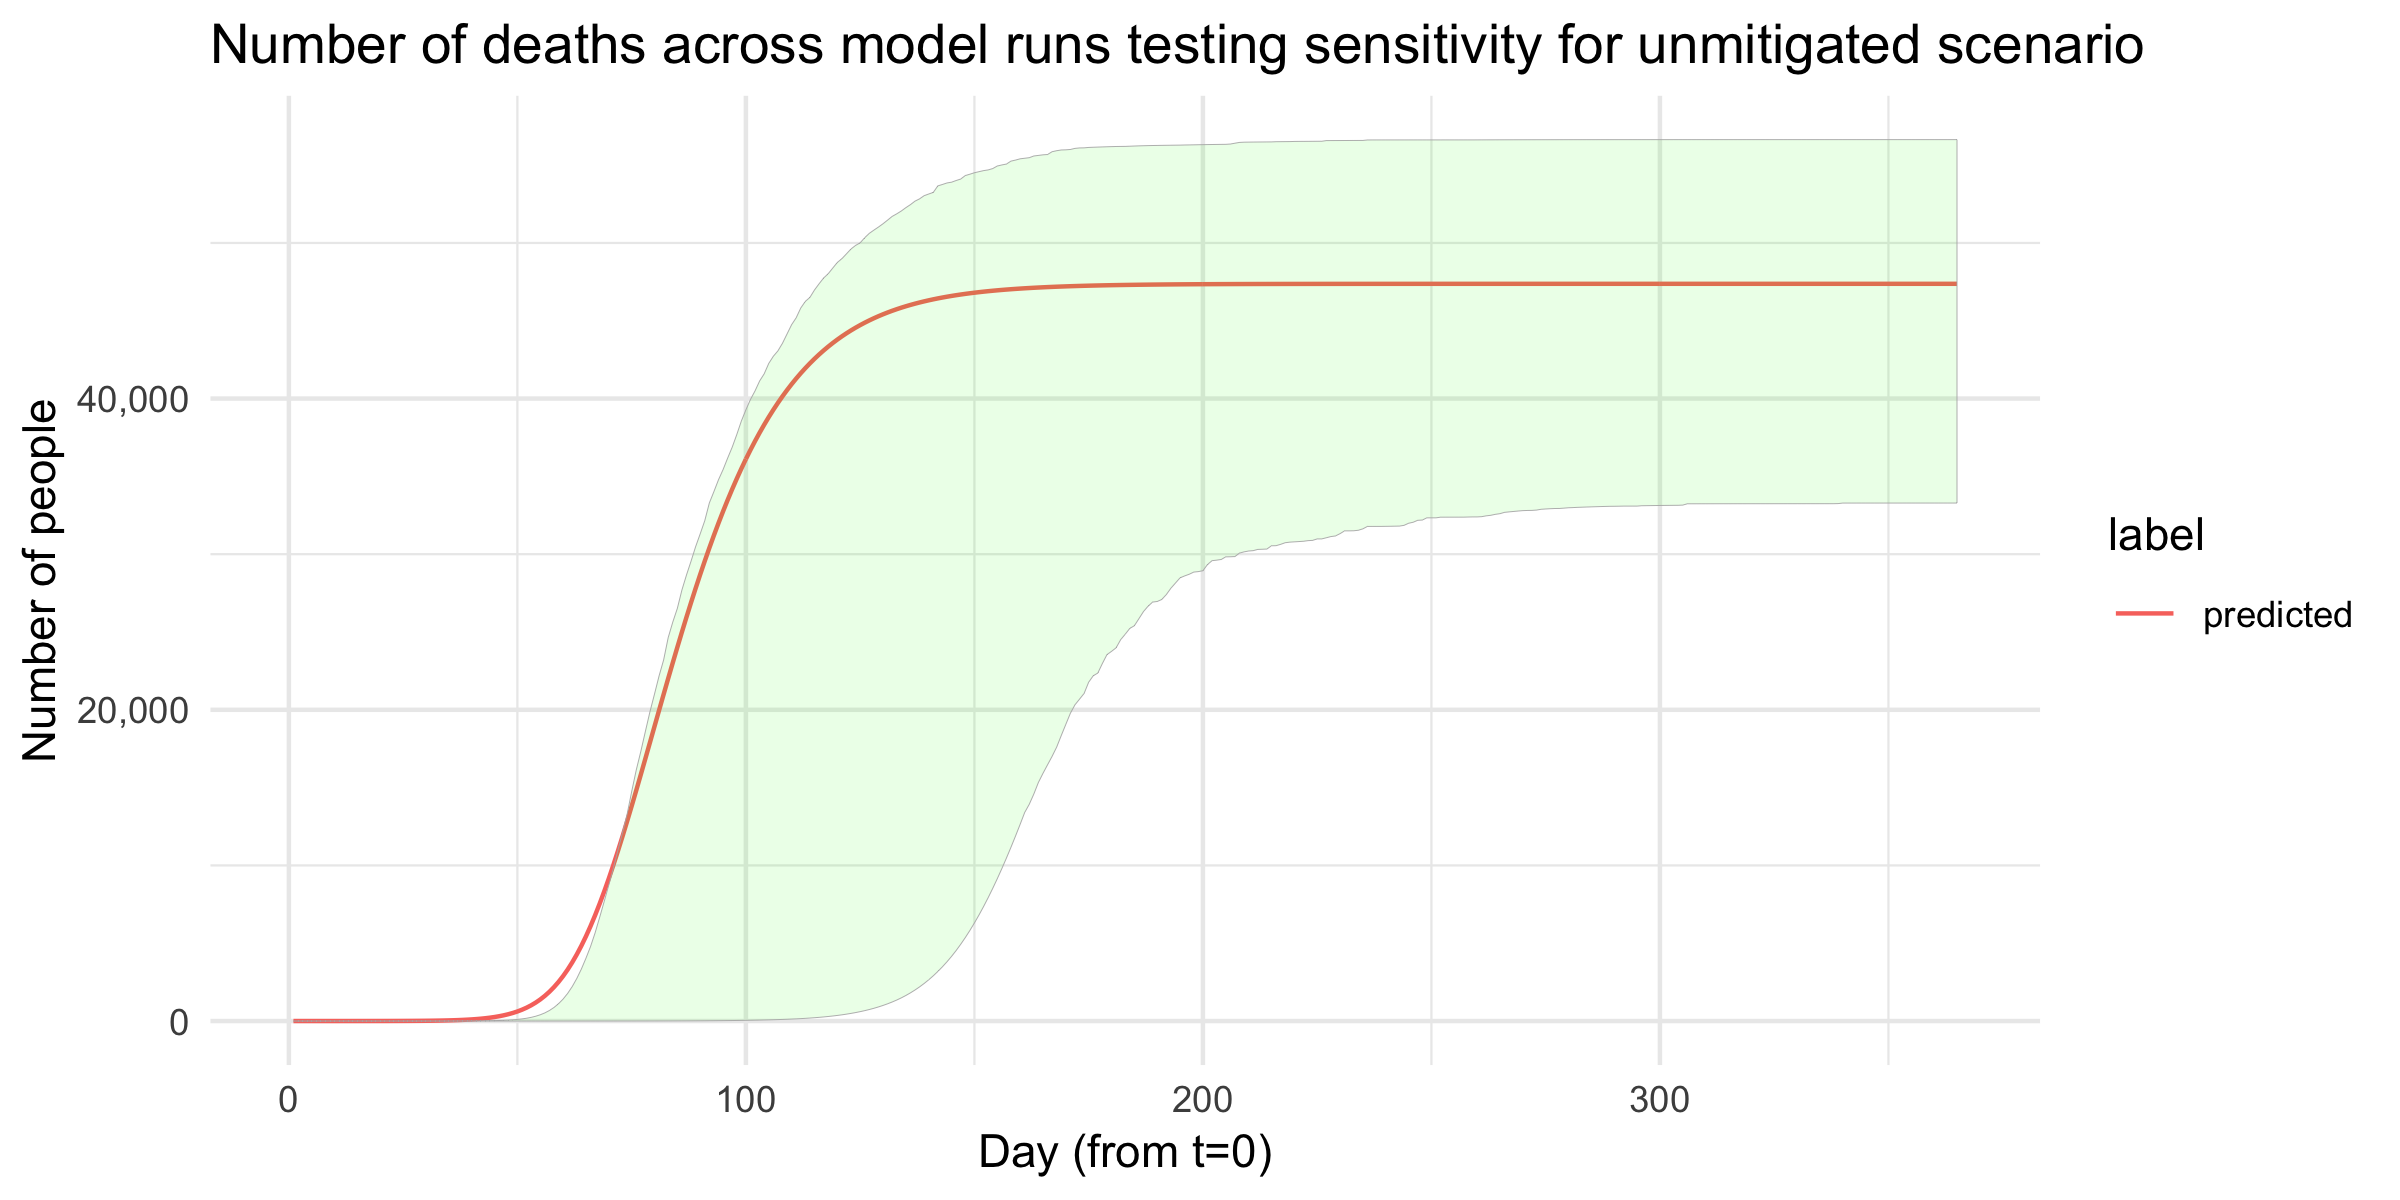 Number of deaths across model runs testing sensitivity for unmitigated scenario
Number of people
40,000
20,000
0
0
100
200
300
Day (from t=0)
label
predicted